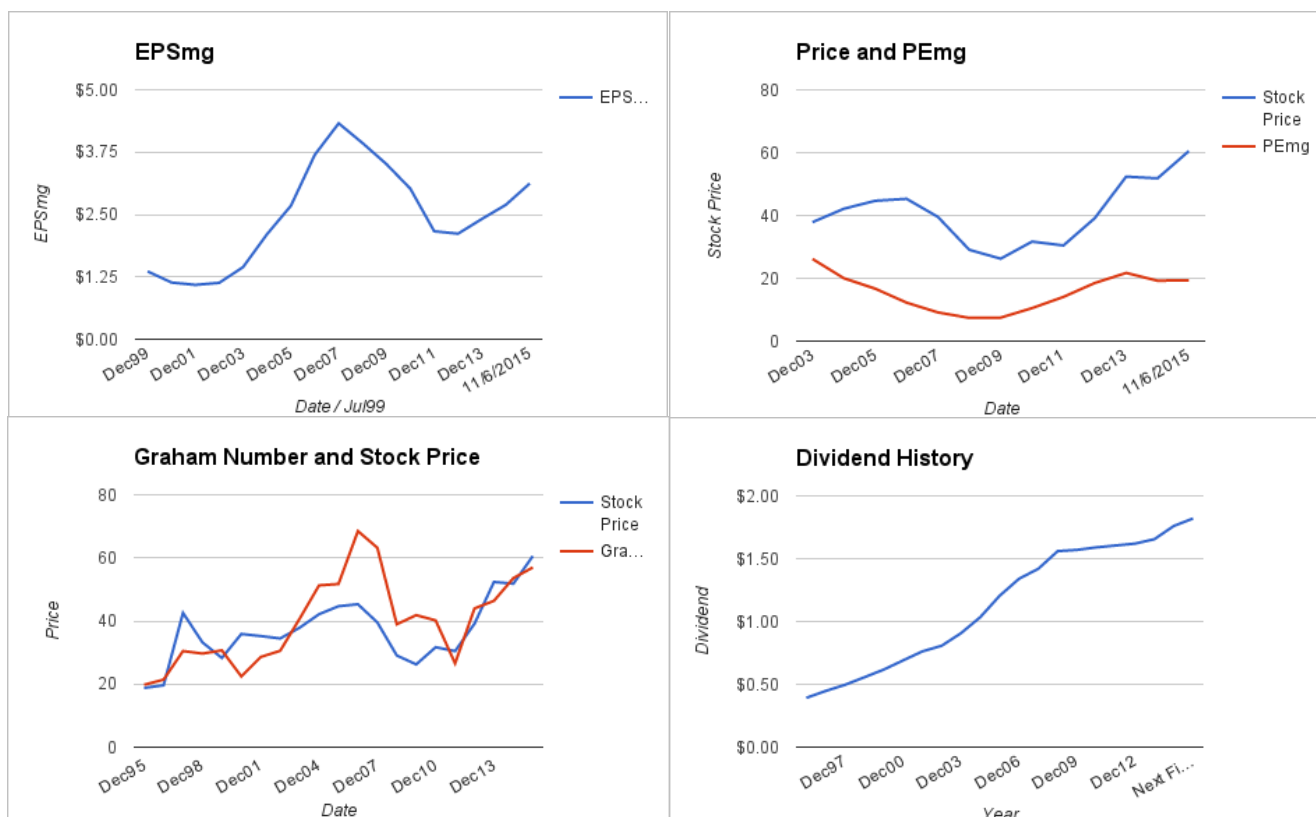 EPSmg
$5.00
$3.75
$2.50
$1.25
$0.00
EPSmg
EPS...
Dec99
Dec01
Dec03
Dec05
Dec07
Dec09
Dec11
Dec13
11/6/2015
Date / Jul99
Price and PEmg
80
60
40
20
0
Stock Price
Stock
Price
PEmg
Dec03
Dec05
Dec07
Dec09
Dec11
Dec13
11/6/2015
Date
Graham Number and Stock Price
80
60
40
20
0
Price
Stock
Price
Gra...
Dec95
Dec98
Dec01
Dec04
Dec07
Dec10
Dec13
Date
Dividend History
$2.00
$1.50
$1.00
$0.50
$0.00
Dividend
Dec97
Dec00
Dec03
Dec06
Dec09
Dec12
Next Fi...
Year